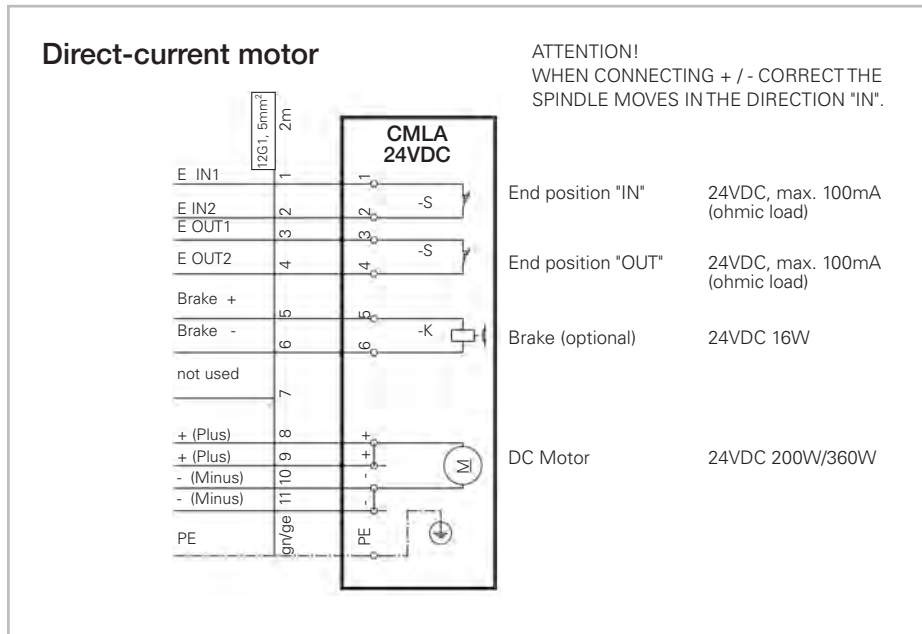 Direct-current motor
ATTENTION!
WHEN CONNECTING + / - CORRECT THE
SPINDLE MOVES IN THE DIRECTION "IN".
12G1, 5mm²
2m
CMLA
24VDC
E IN1
1
1
E IN2
2
2
-S
End position "IN"
24VDC, max. 100mA
(ohmic load)
E OUT1
3
3
E OUT2
4
4
-S
End position "OUT"
24VDC, max. 100mA
(ohmic load)
Brake +
5
5
Brake -
6
6
-K
Brake (optional)
24VDC 16W
not used
7
+ (Plus)
8
+
+ (Plus)
9
+
- (Minus)
10
-
- (Minus)
11
-
M
DC Motor
24VDC 200W/360W
PE
gn/ge
PE